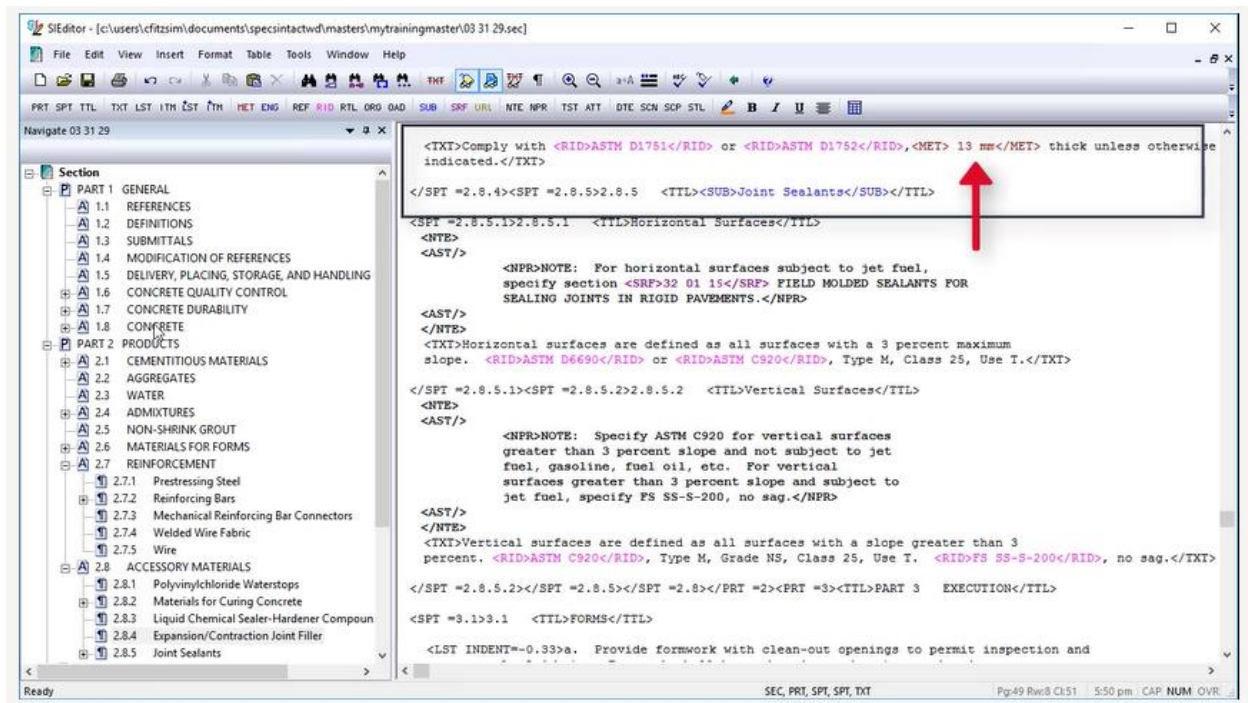 SIEditor - [c:\users\cfitzsim\documents\specsintactwd\masters\mytrainingmaster\03 31 29.sec]
File Edit View Insert Format Table Tools Window Help
PRT SPT TTL TXT LST ITM MET ENG REF RID RTL ORG OAD SUB SRF URL NTE NPR TST ATT DTE SCN SCP STL B I U
Navigate 03 31 29
Section
PART 1 GENERAL
1.1 REFERENCES
1.2 DEFINITIONS
1.3 SUBMITTALS
1.4 MODIFICATION OF REFERENCES
1.5 DELIVERY, PLACING, STORAGE, AND HANDLING
1.6 CONCRETE QUALITY CONTROL
1.7 CONCRETE DURABILITY
1.8 CONCRETE
PART 2 PRODUCTS
2.1 CEMENTITIOUS MATERIALS
2.2 AGGREGATES
2.3 WATER
2.4 ADMIXTURES
2.5 NON-SHRINK GROUT
2.6 MATERIALS FOR FORMS
2.7 REINFORCEMENT
2.7.1 Prestressing Steel
2.7.2 Reinforcing Bars
2.7.3 Mechanical Reinforcing Bar Connectors
2.7.4 Welded Wire Fabric
2.7.5 Wire
2.8 ACCESSORY MATERIALS
2.8.1 Polyvinylchloride Waterstops
2.8.2 Materials for Curing Concrete
2.8.3 Liquid Chemical Sealer-Hardener Compoun
2.8.4 Expansion/Contraction Joint Filler
2.8.5 Joint Sealants
<TXT>Comply with <RID>ASTM D1751</RID> or <RID>ASTM D1752</RID>,<MET> 13 mm</MET> thick unless otherwise
indicated.</TXT>
</SPT =2.8.4><SPT =2.8.5>2.8.5 <TTL><SUB>Joint Sealants</SUB></TTL>
<SPT =2.8.5.1>2.8.5.1 <TTL>Horizontal Surfaces</TTL>
<NTE>
<AST/>
<NPR>NOTE: For horizontal surfaces subject to jet fuel,
specify section <SRF>32 01 15</SRF> FIELD MOLDED SEALANTS FOR
SEALING JOINTS IN RIGID PAVEMENTS.</NPR>
<AST/>
</NTE>
<TXT>Horizontal surfaces are defined as all surfaces with a 3 percent maximum
slope. <RID>ASTM D6690</RID> or <RID>ASTM C920</RID>, Type M, Class 25, Use T.</TXT>
</SPT =2.8.5.1><SPT =2.8.5.2>2.8.5.2 <TTL>Vertical Surfaces</TTL>
<NTE>
<AST/>
<NPR>NOTE: Specify ASTM C920 for vertical surfaces
greater than 3 percent slope and not subject to jet
fuel, gasoline, fuel oil, etc. For vertical
surfaces greater than 3 percent slope and subject to
jet fuel, specify FS SS-S-200, no sag.</NPR>
<AST/>
</NTE>
<TXT>Vertical surfaces are defined as all surfaces with a slope greater than 3
percent. <RID>ASTM C920</RID>, Type M, Grade NS, Class 25, Use T. <RID>FS SS-S-200</RID>, no sag.</TXT>
</SPT =2.8.5.2></SPT =2.8.5></SPT =2.8></PRT =2><PRT =3><TTL>PART 3 EXECUTION</TTL>
<SPT =3.1>3.1 <TTL>FORMS</TTL>
<LST INDENT=-0.33>a. Provide formwork with clean-out openings to permit inspection and
Ready SEC, PRT, SPT, SPT, TXT Pg:49 Rw:8 Cl:51 5:50 pm CAP NUM OVR